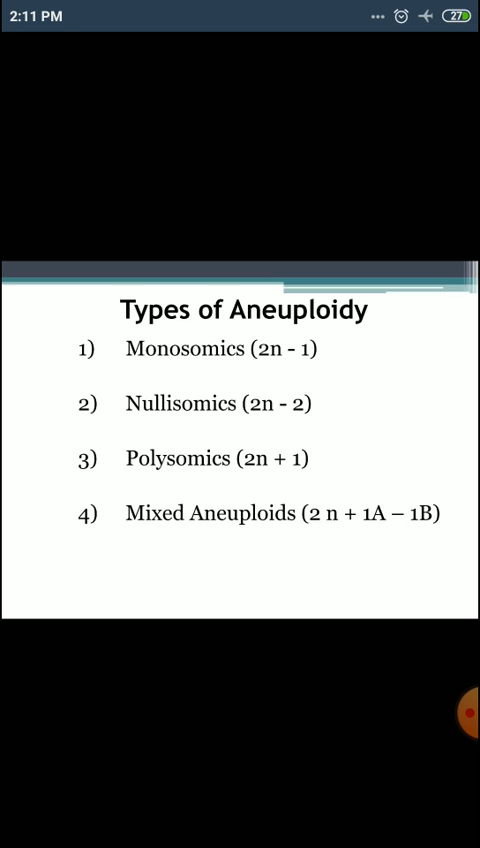 2:11 PM
27
Types of Aneuploidy
1) Monosomics (2n - 1)
2) Nullisomics (2n - 2)
3) Polysomics (2n + 1)
4) Mixed Aneuploids (2 n + 1A – 1B)